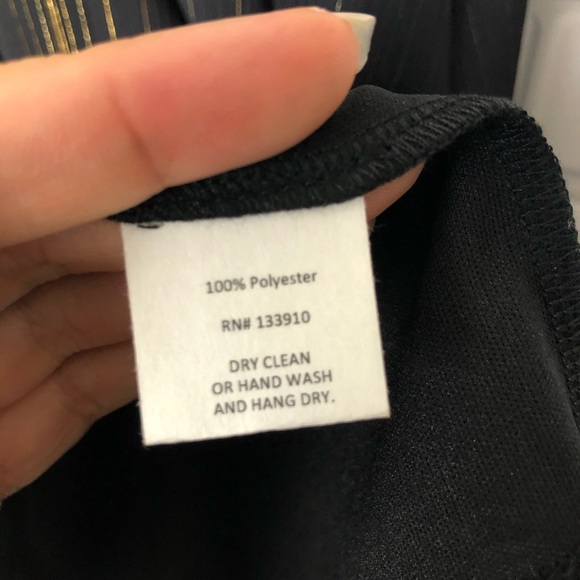 100% Polyester
RN# 133910
DRY CLEAN
OR HAND WASH
AND HANG DRY.